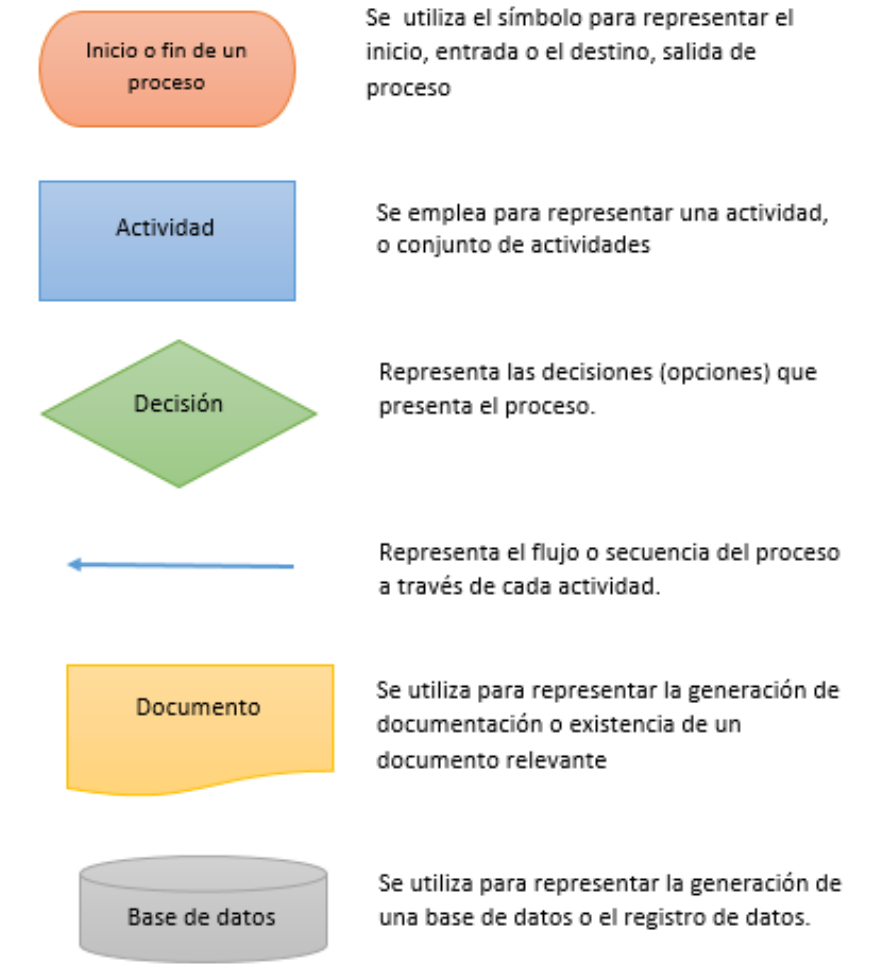 Inicio o fin de un
proceso
Se utiliza el símbolo para representar el
inicio, entrada o el destino, salida de
proceso
Actividad
Se emplea para representar una actividad,
o conjunto de actividades
Decisión
Representa las decisiones (opciones) que
presenta el proceso.
Representa el flujo o secuencia del proceso
a través de cada actividad.
Documento
Se utiliza para representar la generación de
documentación o existencia de un
documento relevante
Base de datos
Se utiliza para representar la generación de
una base de datos o el registro de datos.